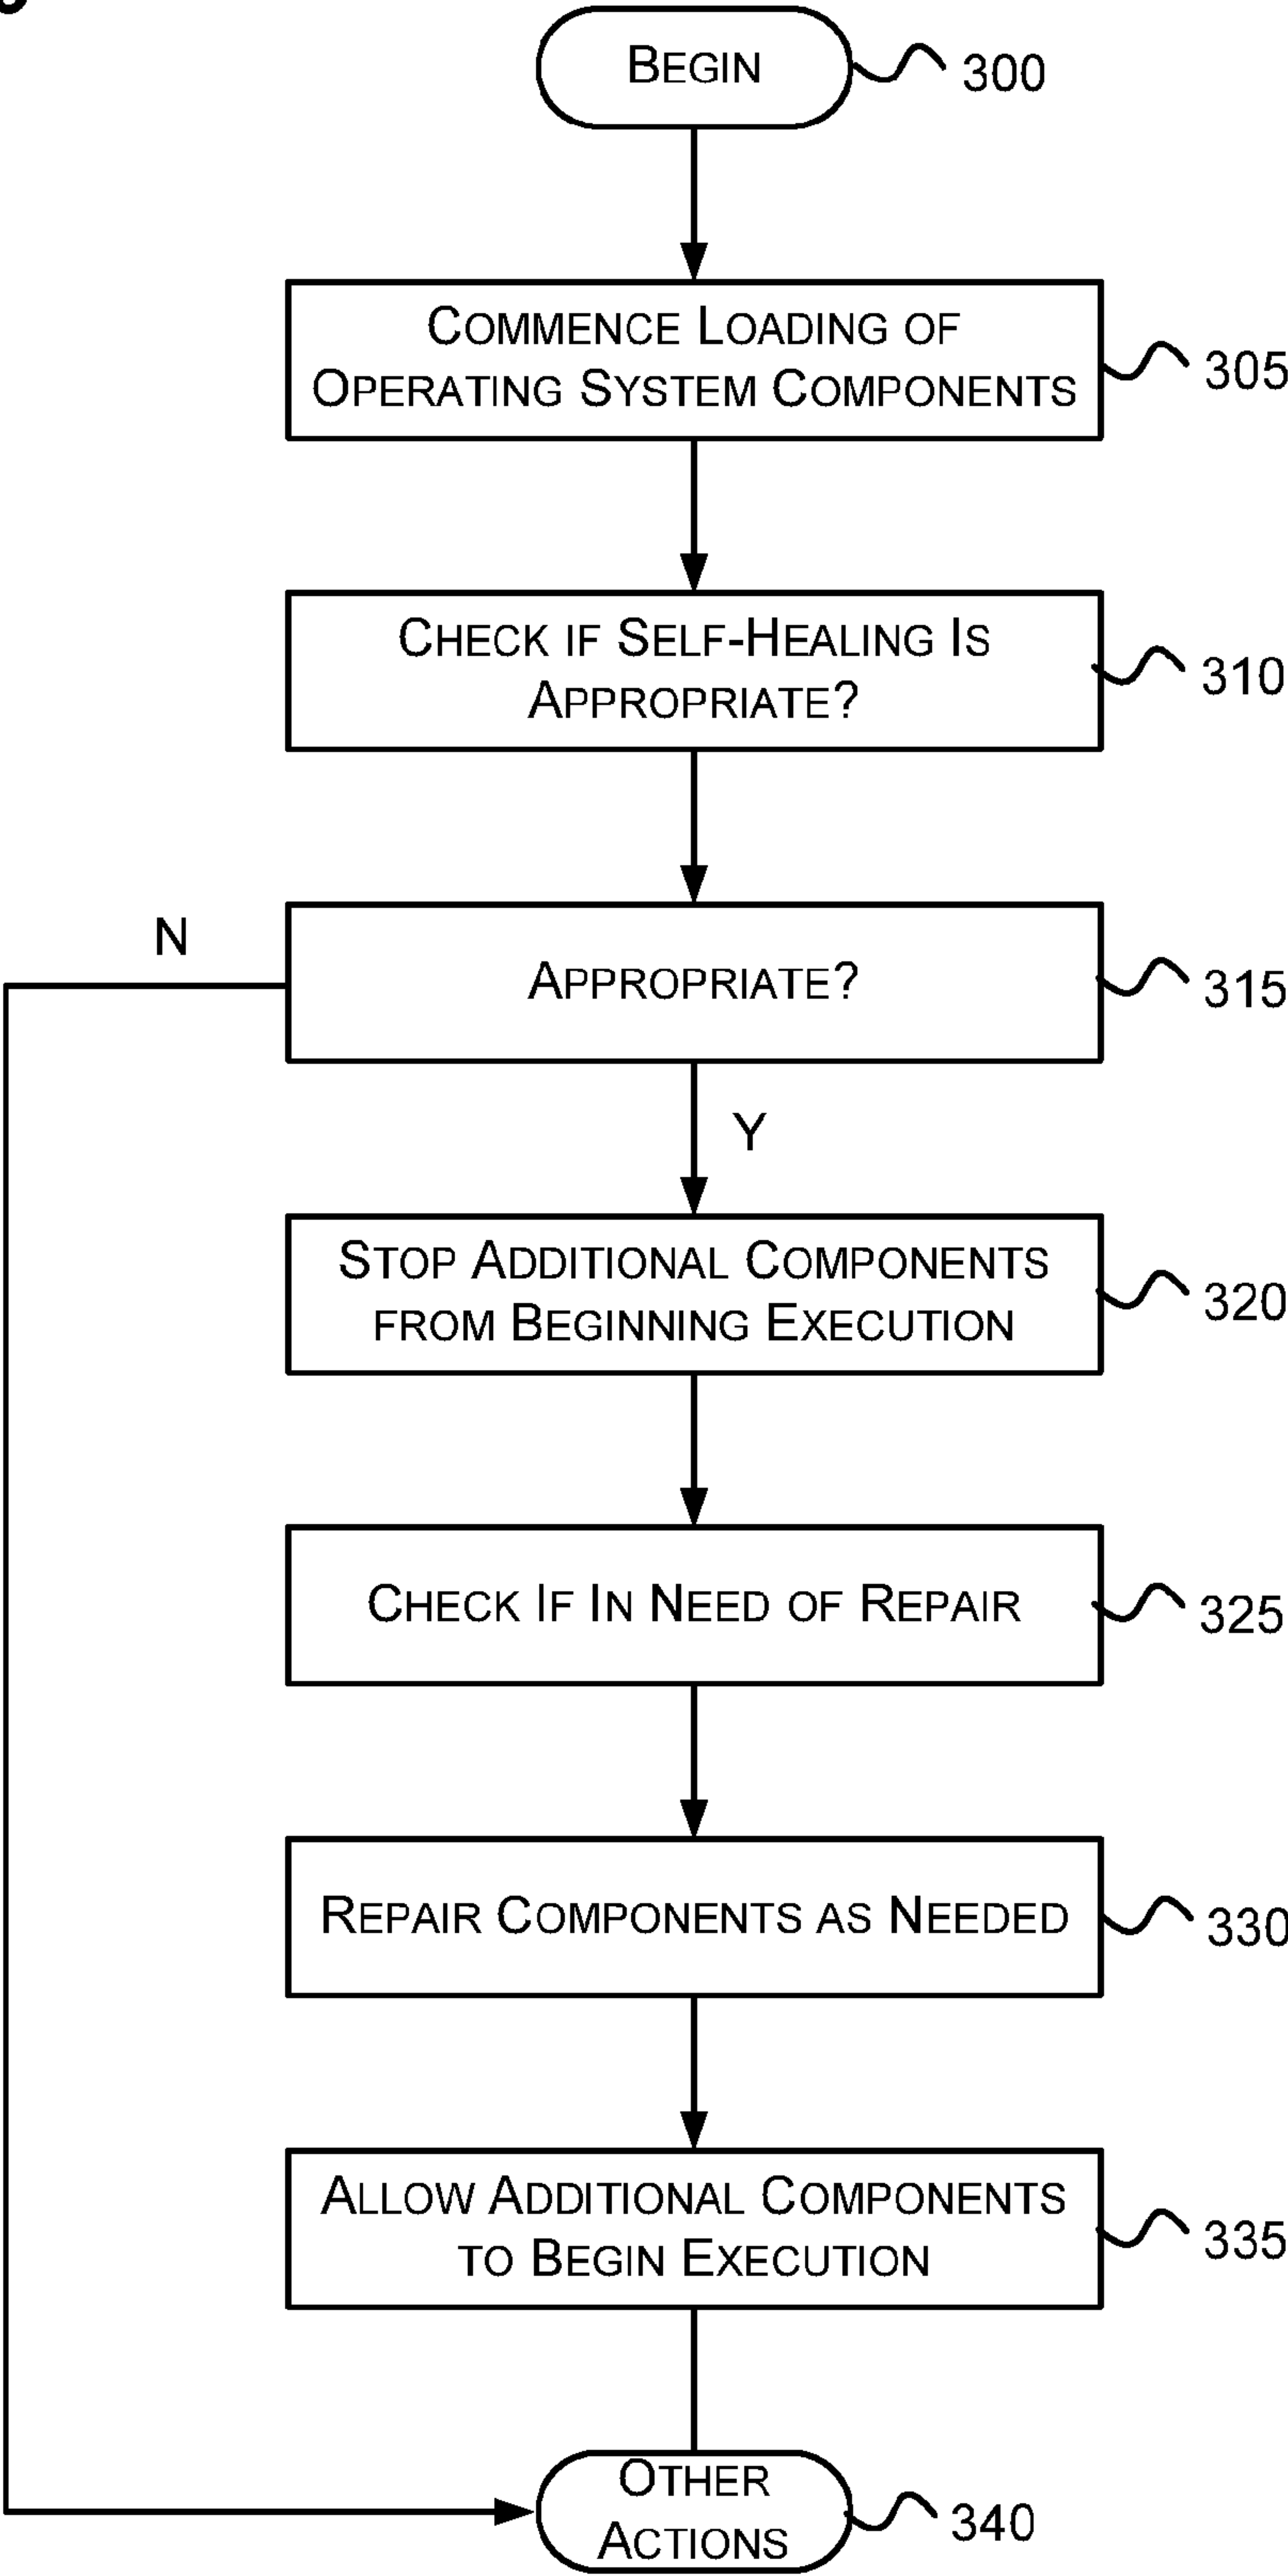 BEGIN
300
COMMENCE LOADING OF
OPERATING SYSTEM COMPONENTS
305
CHECK IF SELF-HEALING IS
APPROPRIATE?
310
N
APPROPRIATE?
315
Y
STOP ADDITIONAL COMPONENTS
FROM BEGINNING EXECUTION
320
CHECK IF IN NEED OF REPAIR
325
REPAIR COMPONENTS AS NEEDED
330
ALLOW ADDITIONAL COMPONENTS
TO BEGIN EXECUTION
335
OTHER
ACTIONS
340